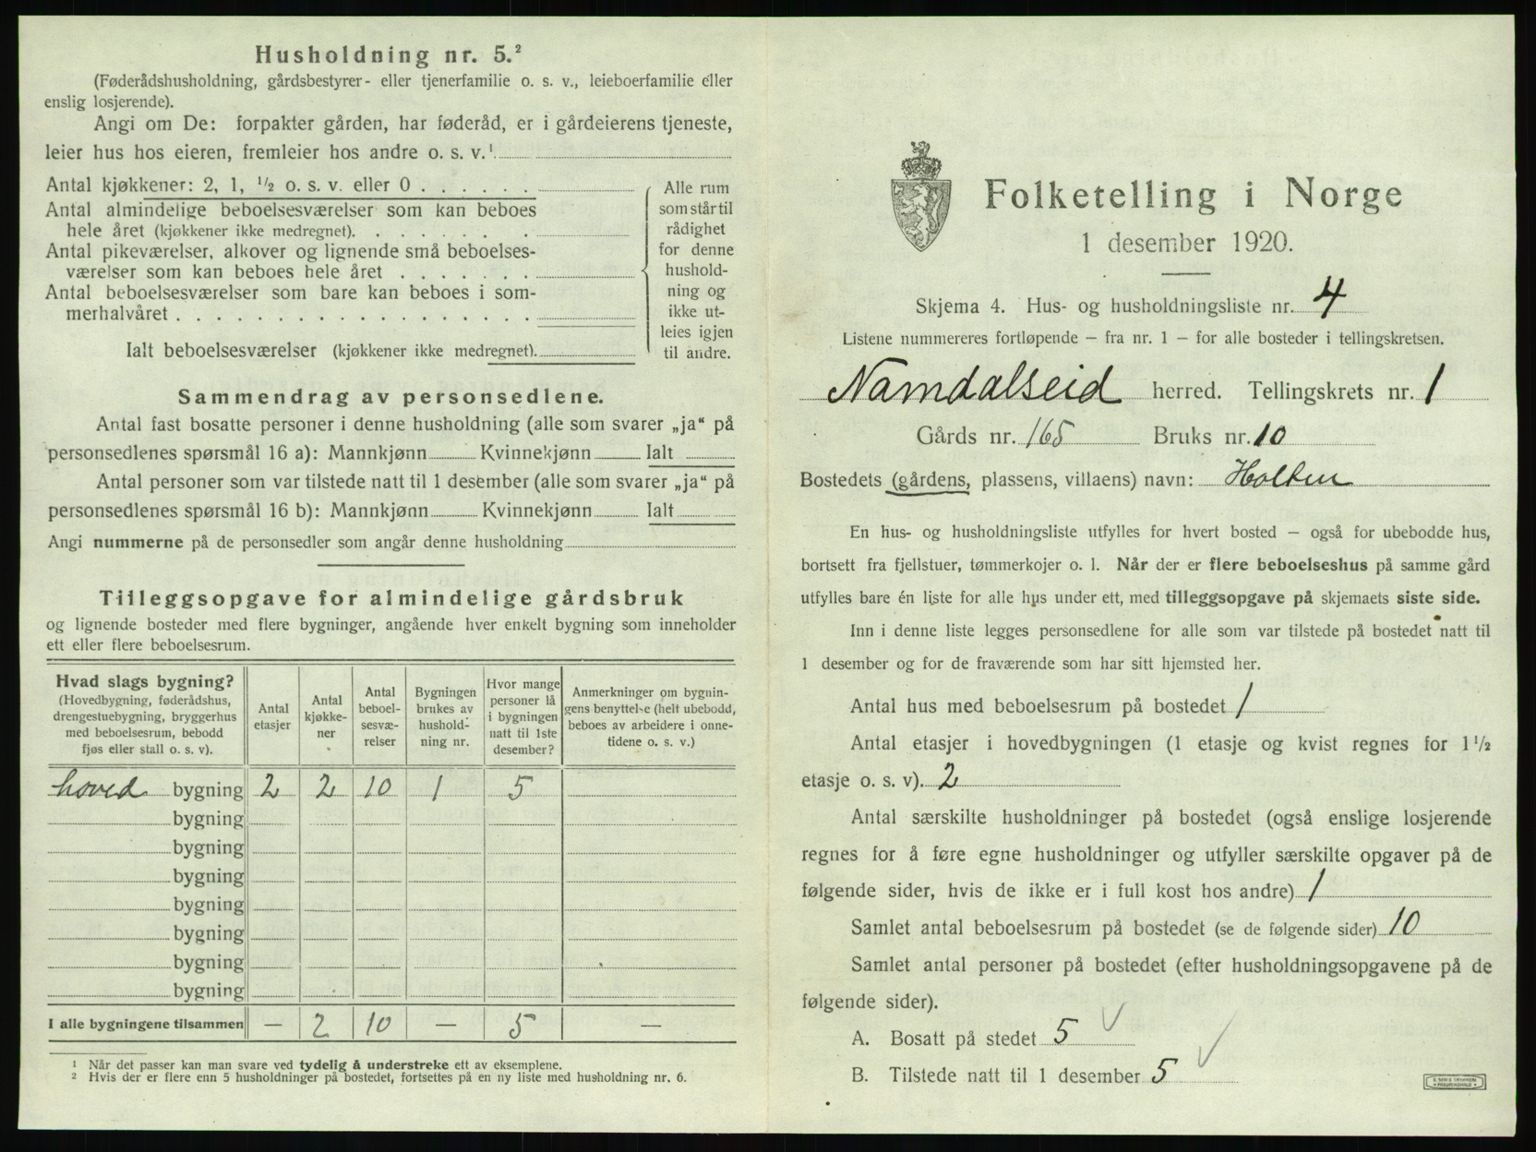 Husholdning nr. 5.²
(Føderådshusholdning, gårdsbestyrer- eller tjenerfamilie o. s. v., leieboerfamilie eller
enslig losjerende).
Angi om De: forpakter gården, har føderåd, er i gårdeierens tjeneste,
leier hus hos eieren, fremleier hos andre o. s. v.¹
Antal kjøkkener: 2, 1, ½ o. s. v. eller 0
Antal almindelige beboelsesværelser som kan beboes
hele året (kjøkkener ikke medregnet).
Antal pikeværelser, alkover og lignende små beboelses-
værelser som kan beboes hele året
Antal beboelsesværelser som bare kan beboes i som-
merhalvåret
Ialt beboelsesværelser (kjøkkener ikke medregnet).
Alle rum
som står til
rådighet
for denne
hushold-
ning og
ikke ut-
leies igjen
til andre.
Sammendrag av personsedlene.
Antal fast bosatte personer i denne husholdning (alle som svarer „ja“ på
personsedlenes spørsmål 16 a): Mannkjønn Kvinnekjønn Ialt
Antal personer som var tilstede natt til 1 desember (alle som svarer „ja“ på
personsedlenes spørsmål 16 b): Mannkjønn Kvinnekjønn Ialt
Angi nummerne på de personsedler som angår denne husholdning
Tilleggsopgave for almindelige gårdsbruk
og lignende bosteder med flere bygninger, angående hver enkelt bygning som inneholder
ett eller flere beboelsesrum.
Hvad slags bygning?
(Hovedbygning, føderådshus,
drengestuebygning, bryggerhus
med beboelsesrum, bebodd
fjøs eller stall o. s. v).
Antal
etasjer
Antal
kjøkke-
ner
Antal
beboel-
sesvæ-
relser
Bygningen
brukes av
hushold-
ning nr.
Hvor mange
personer lå
i bygningen
natt til 1ste
desember?
Anmerkninger om bygnin-
gens benyttelse (helt ubebodd,
beboes av arbeidere i onne-
tidene o. s. v.)
hoved bygning 2 2 10 1 5
bygning
bygning
bygning
bygning
bygning
bygning
bygning
I alle bygningene tilsammen — 2 10 — 5 —
¹ Når det passer kan man svare ved tydelig å understreke ett av eksemplene.
² Hvis der er flere enn 5 husholdninger på bostedet, fortsettes på en ny liste med husholdning nr. 6.
Folketelling i Norge
1 desember 1920.
Skjema 4. Hus- og husholdningsliste nr. 4
Listene nummereres fortløpende – fra nr. 1 – for alle bosteder i tellingskretsen.
Namdalseid herred. Tellingskrets nr. 1
Gårds nr. 165 Bruks nr. 10
Bostedets (gårdens, plassens, villaens) navn: Holten
En hus- og husholdningsliste utfylles for hvert bosted – også for ubebodde hus,
bortsett fra fjellstuer, tømmerkojer o. l. Når der er flere beboelseshus på samme gård
utfylles bare én liste for alle hus under ett, med tilleggsopgave på skjemaets siste side.
Inn i denne liste legges personsedlene for alle som var tilstede på bostedet natt til
1 desember og for de fraværende som har sitt hjemsted her.
Antal hus med beboelsesrum på bostedet 1
Antal etasjer i hovedbygningen (1 etasje og kvist regnes for 1½
etasje o. s. v). 2
Antal særskilte husholdninger på bostedet (også enslige losjerende
regnes for å føre egne husholdninger og utfyller særskilte opgaver på de
følgende sider, hvis de ikke er i full kost hos andre) 1
Samlet antal beboelsesrum på bostedet (se de følgende sider) 10
Samlet antal personer på bostedet (efter husholdningsopgavene på de
følgende sider).
A. Bosatt på stedet 5 ✓
B. Tilstede natt til 1 desember 5 ✓